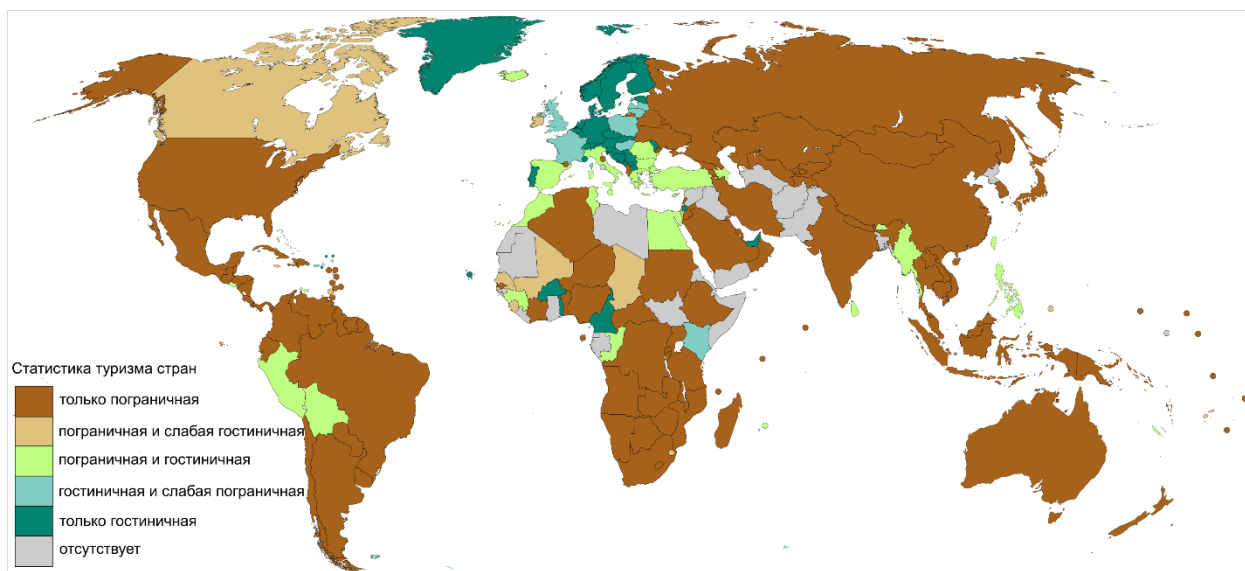 Статистика туризма стран
только пограничная
пограничная и слабая гостиничная
пограничная и гостиничная
гостиничная и слабая пограничная
только гостиничная
отсутствует